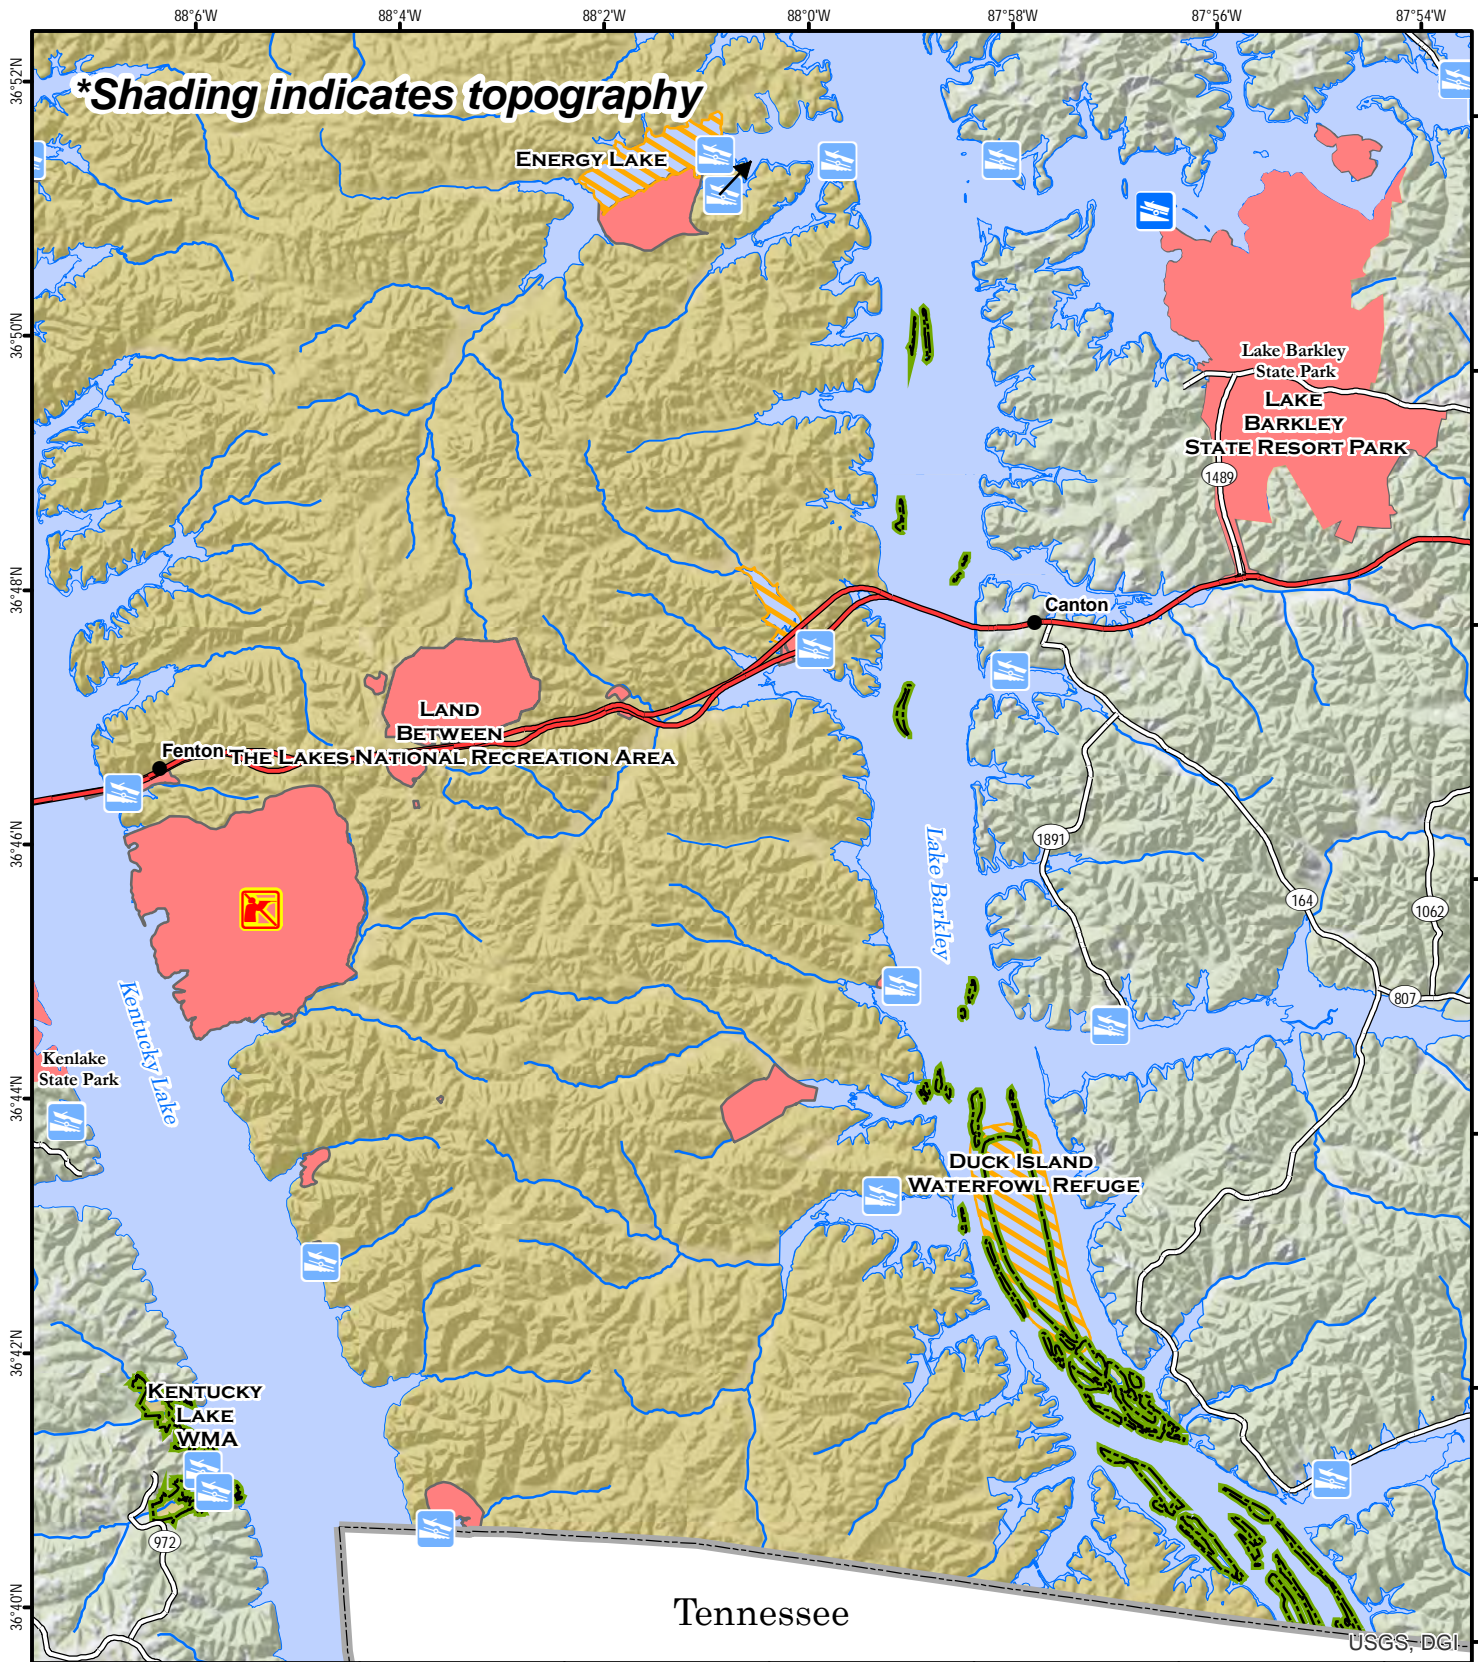 88°6'W
88°4'W
88°2'W
88°0'W
87°58'W
87°56'W
87°54'W
36°52'N
*Shading indicates topography
ENERGY LAKE
36°50'N
Lake Barkley
State Park
LAKE
BARKLEY
STATE RESORT PARK
1489
36°48'N
Canton
LAND
BETWEEN
THE LAKES NATIONAL RECREATION AREA
Fenton
36°46'N
1891
Lake Barkley
164
1062
807
Kentucky Lake
Kenlake
State Park
36°44'N
DUCK ISLAND
WATERFOWL REFUGE
36°42'N
KENTUCKY
LAKE
WMA
972
36°40'N
Tennessee
USGS, DGI